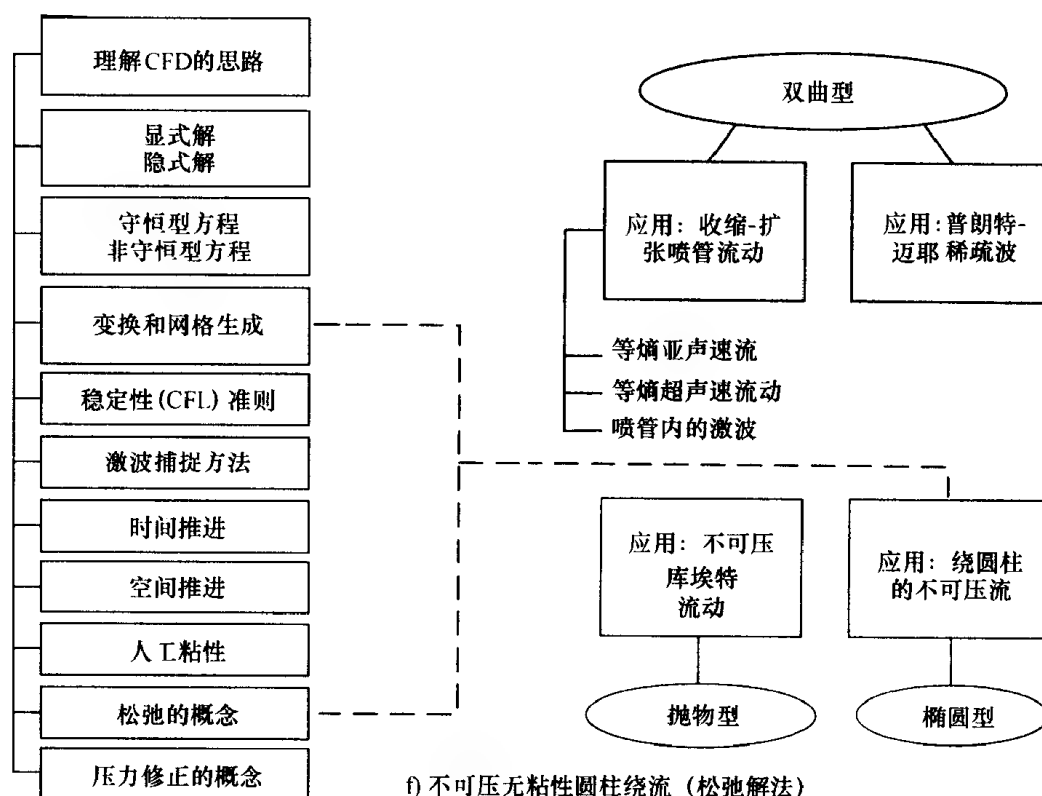 理解CFD的思路
显式解
隐式解
守恒型方程
非守恒型方程
变换和网格生成
稳定性(CFL)准则
激波捕捉方法
时间推进
空间推进
人工粘性
松弛的概念
压力修正的概念
双曲型
应用：收缩-扩
张喷管流动
应用:普朗特-
迈耶 稀疏波
等熵亚声速流
等熵超声速流动
喷管内的激波
应用：不可压
库埃特
流动
应用：绕圆柱
的不可压流
抛物型
椭圆型
f) 不可压无粘性圆柱绕流（松弛解法）